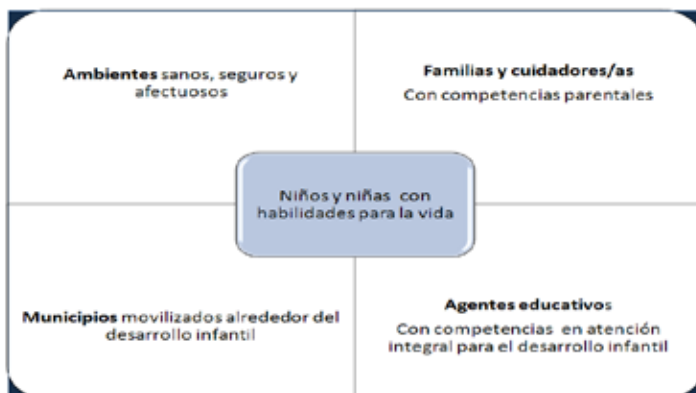 Ambientes sanos, seguros y
afectuosos
Familias y cuidadores/as
Con competencias parentales
Niños y niñas con
habilidades para la vida
Municipios movilizados alrededor del
desarrollo infantil
Agentes educativos
Con competencias en atención
integral para el desarrollo infantil